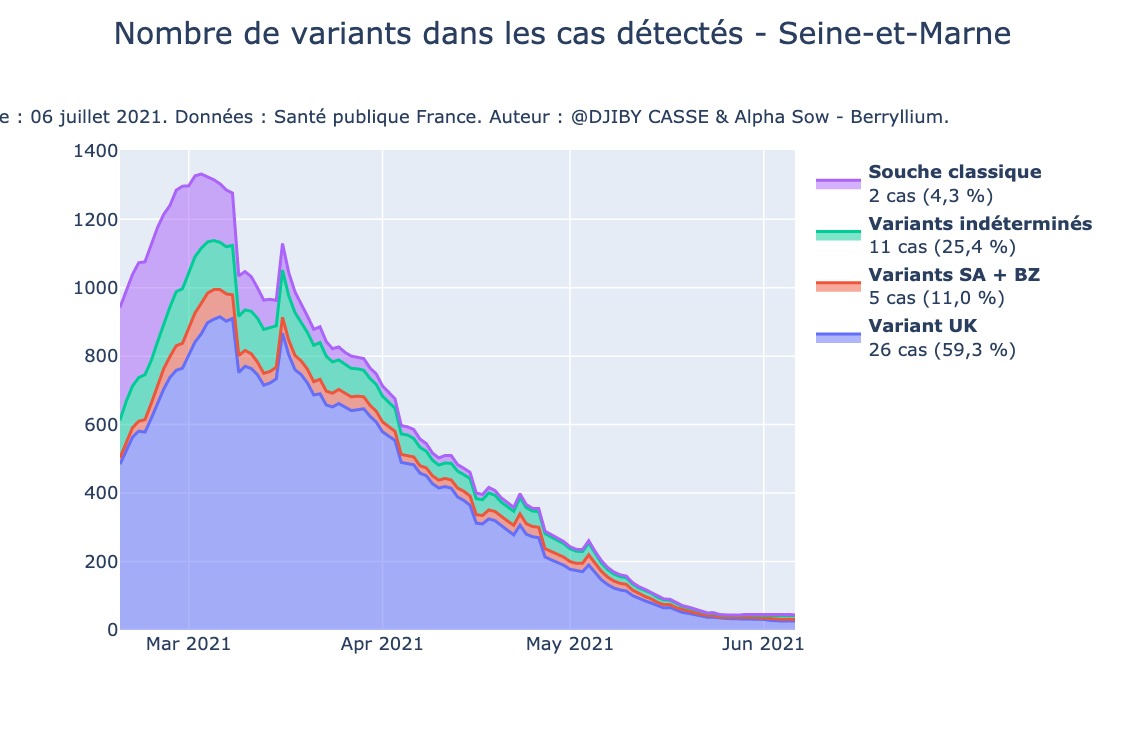 Nombre de variants dans les cas détectés - Seine-et-Marne
e : 06 juillet 2021. Données : Santé publique France. Auteur : @DJIBY CASSE & Alpha Sow - Berryllium.
1400
1200
1000
800
600
400
200
0
Mar 2021
Apr 2021
May 2021
Jun 2021
Souche classique
2 cas (4,3 %)
Variants indéterminés
11 cas (25,4 %)
Variants SA + BZ
5 cas (11,0 %)
Variant UK
26 cas (59,3 %)